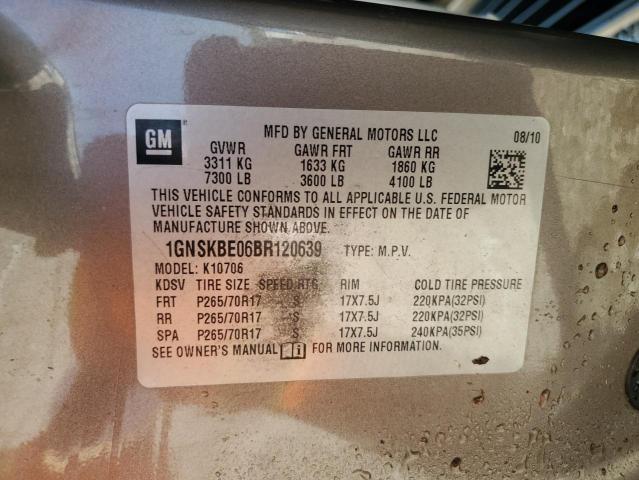 GM
MFD BY GENERAL MOTORS LLC 08/10
GVWR GAWR FRT GAWR RR
3311 KG 1633 KG 1860 KG
7300 LB 3600 LB 4100 LB
THIS VEHICLE CONFORMS TO ALL APPLICABLE U.S. FEDERAL MOTOR
VEHICLE SAFETY STANDARDS IN EFFECT ON THE DATE OF
MANUFACTURE SHOWN ABOVE.
1GNSKBE06BR120639 TYPE: M.P.V.
MODEL: K10706
KDSV TIRE SIZE SPEED RTG RIM COLD TIRE PRESSURE
FRT P265/70R17 S 17X7.5J 220KPA(32PSI)
RR P265/70R17 S 17X7.5J 220KPA(32PSI)
SPA P265/70R17 S 17X7.5J 240KPA(35PSI)
SEE OWNER'S MANUAL FOR MORE INFORMATION.